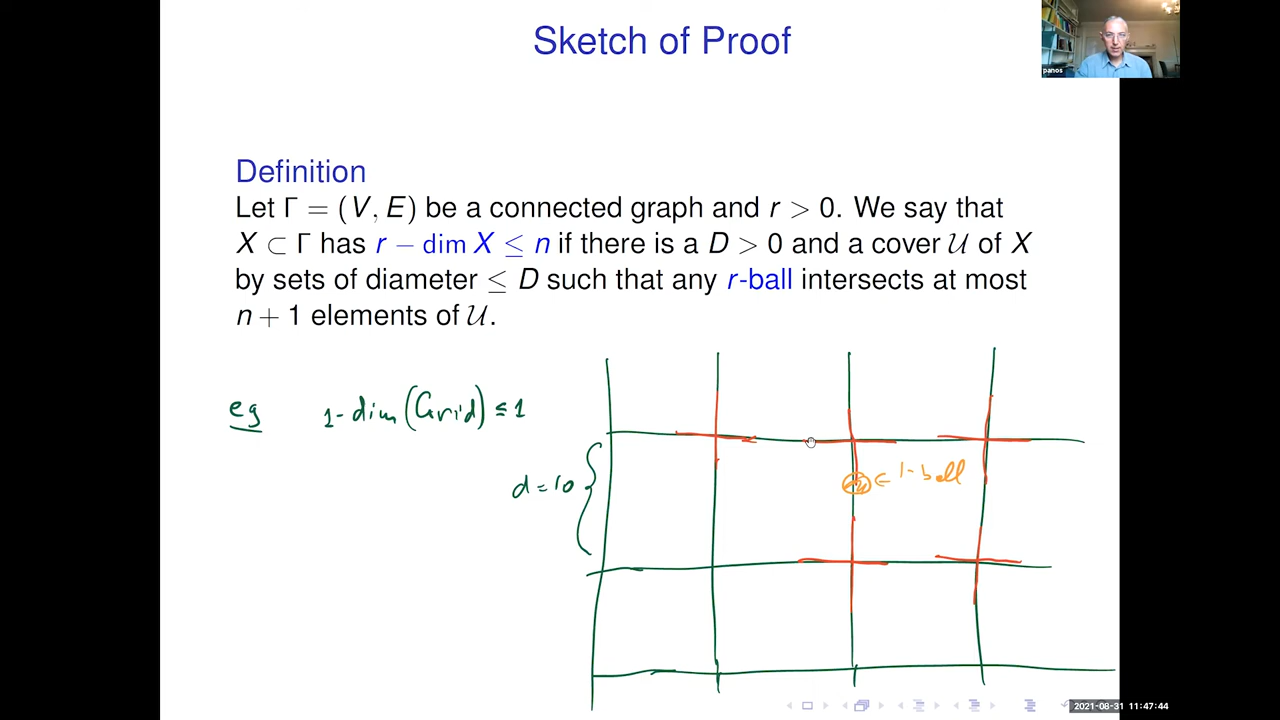 Sketch of Proof
panos
Definition
Let Γ = (V, E) be a connected graph and r > 0. We say that
X ⊂ Γ has r − dim X ≤ n if there is a D > 0 and a cover 𝒰 of X
by sets of diameter ≤ D such that any r-ball intersects at most
n + 1 elements of 𝒰.
eg 1-dim(Grid) ≤ 1
d=10
∈ 1-ball
2021-08-31 11:47:44